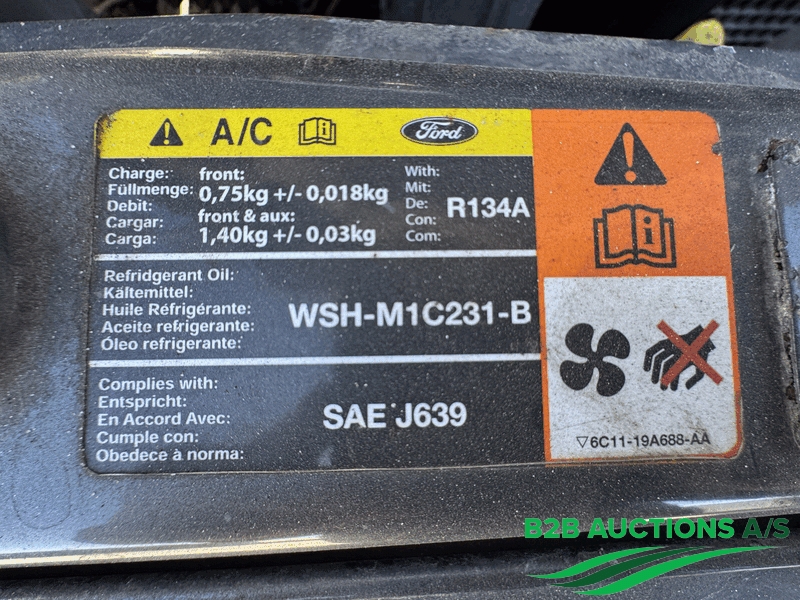 A/C
Ford
Charge:
Füllmenge:
Debit:
Cargar:
Carga:
front:
0,75kg +/- 0,018kg
front & aux:
1,40kg +/- 0,03kg
With:
Mit:
De:
Con:
Com:
R134A
Refridgerant Oil:
Kältemittel:
Huile Réfrigérante:
Aceite refrigerante:
Óleo refrigerante:
WSH-M1C231-B
Complies with:
Entspricht:
En Accord Avec:
Cumple con:
Obedece à norma:
SAE J639
6C11-19A688-AA
B2B AUCTIONS A/S